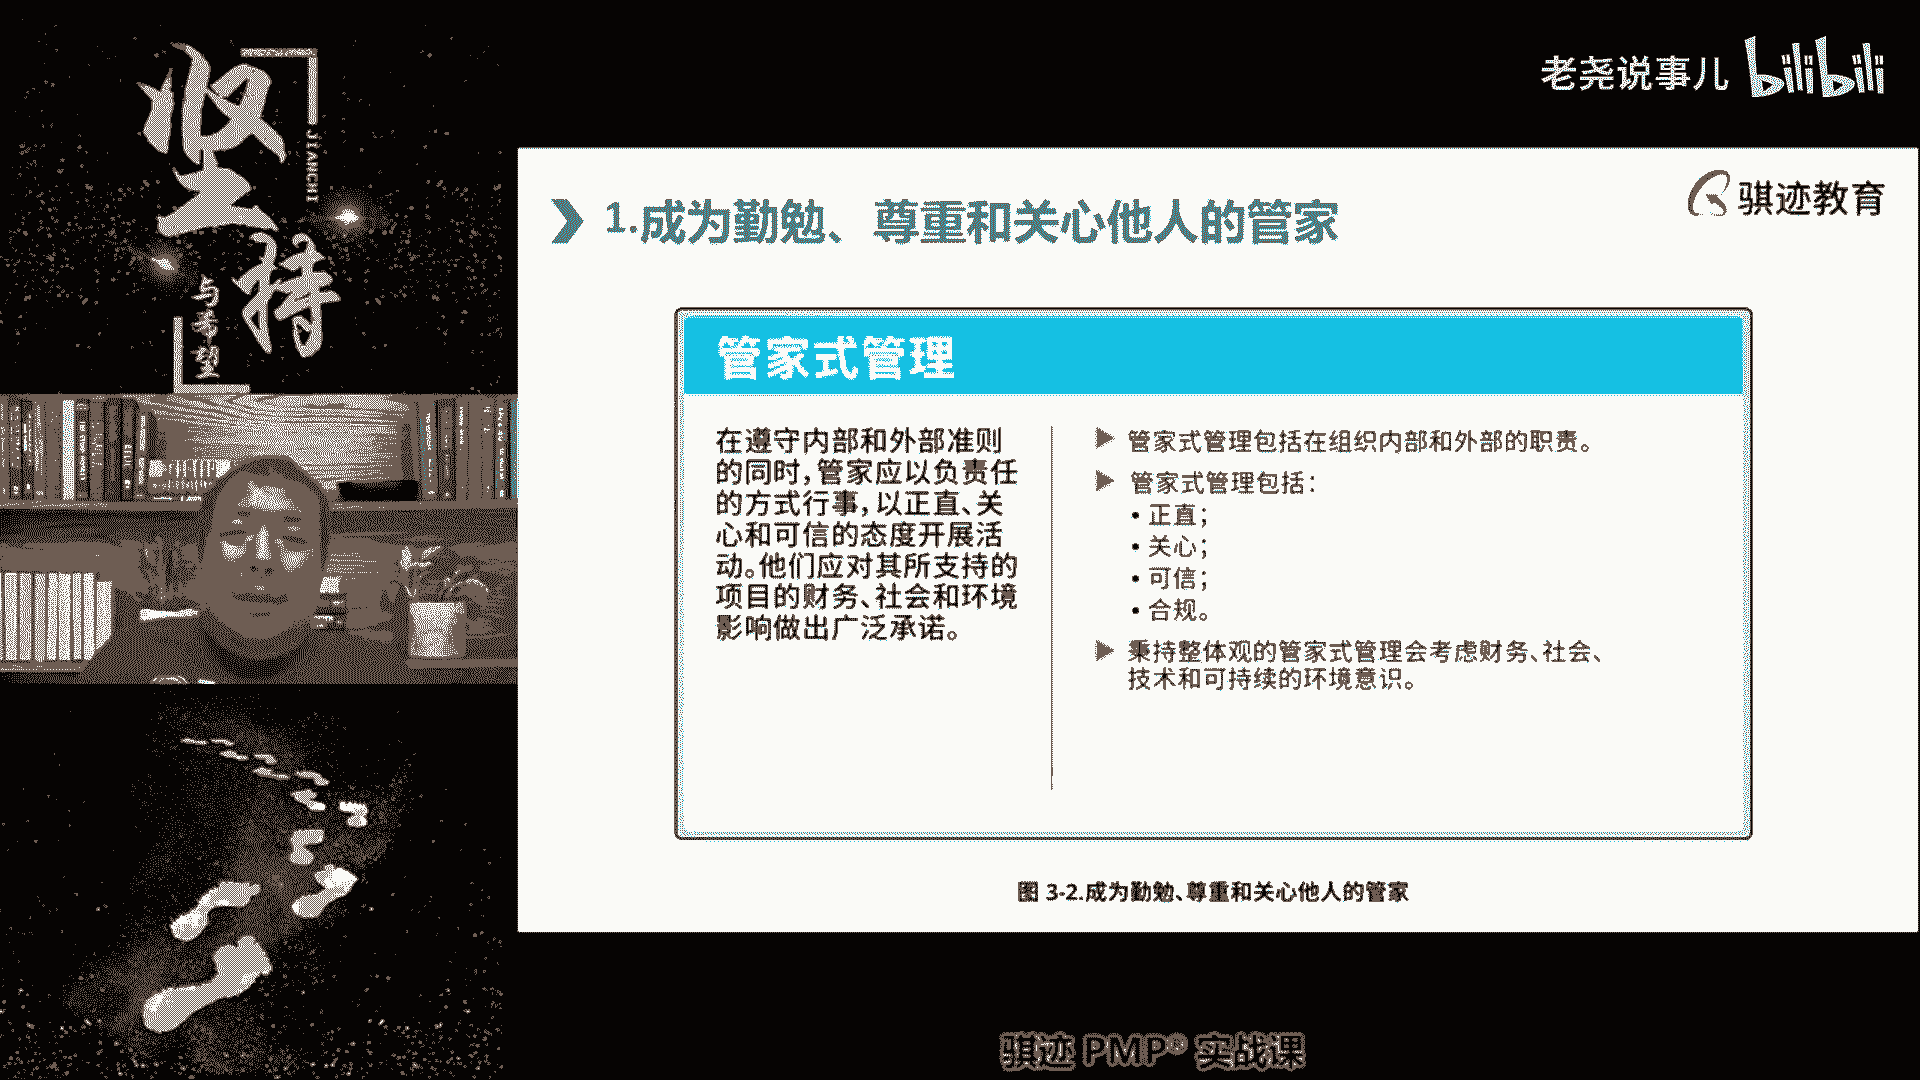 坚持
JIANCHI
与希望
老尧说事儿 bilibili
骐迹教育
1.成为勤勉、尊重和关心他人的管家
管家式管理
在遵守内部和外部准则
的同时，管家应以负责任
的方式行事，以正直、关
心和可信的态度开展活
动。他们应对其所支持的
项目的财务、社会和环境
影响做出广泛承诺。
管家式管理包括在组织内部和外部的职责。
管家式管理包括：
• 正直；
• 关心；
• 可信；
• 合规。
秉持整体观的管家式管理会考虑财务、社会、
技术和可持续的环境意识。
图 3-2.成为勤勉、尊重和关心他人的管家
骐迹 PMP® 实战课